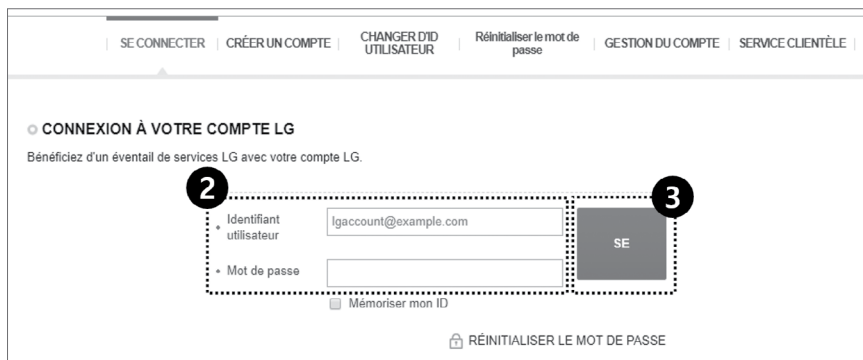 SE CONNECTER | CRÉER UN COMPTE | CHANGER D'ID UTILISATEUR | Réinitialiser le mot de passe | GESTION DU COMPTE | SERVICE CLIENTÈLE
CONNEXION À VOTRE COMPTE LG
Bénéficiez d'un éventail de services LG avec votre compte LG.
2
3
Identifiant
utilisateur
lgaccount@example.com
SE
Mot de passe
Mémoriser mon ID
RÉINITIALISER LE MOT DE PASSE